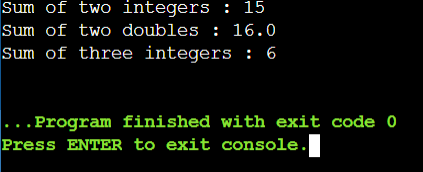 Sum of two integers : 15
Sum of two doubles : 16.0
Sum of three integers : 6
...Program finished with exit code 0
Press ENTER to exit console.